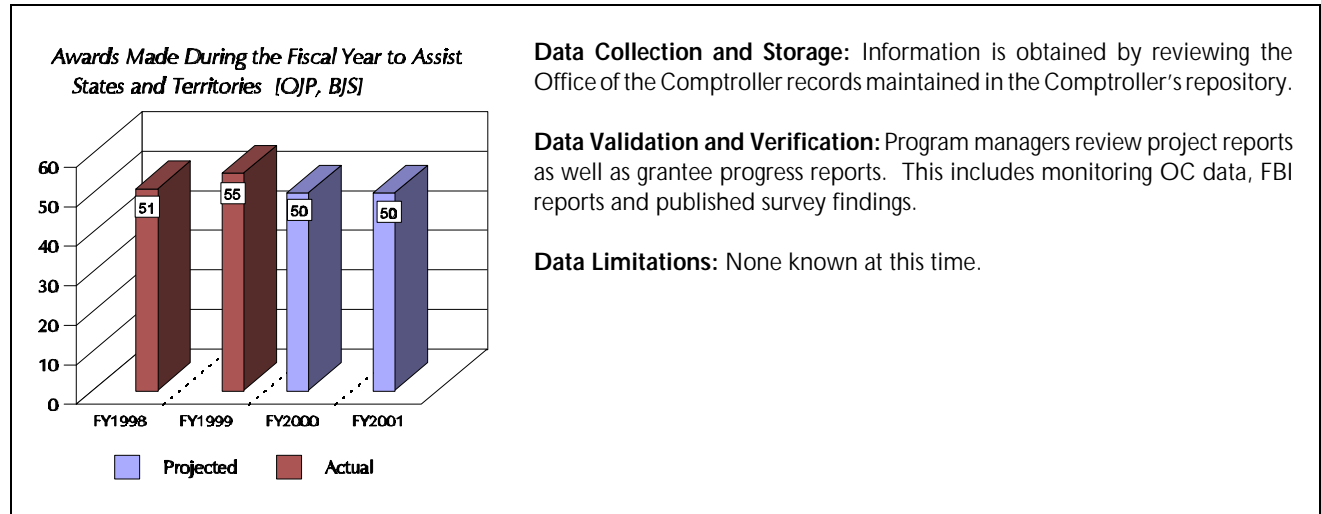 Awards Made During the Fiscal Year to Assist
States and Territories [OJP, BJS]
60
50
40
30
20
10
0
51
55
50
50
FY1998 FY1999 FY2000 FY2001
Projected Actual
Data Collection and Storage: Information is obtained by reviewing the
Office of the Comptroller records maintained in the Comptroller's repository.
Data Validation and Verification: Program managers review project reports
as well as grantee progress reports. This includes monitoring OC data, FBI
reports and published survey findings.
Data Limitations: None known at this time.